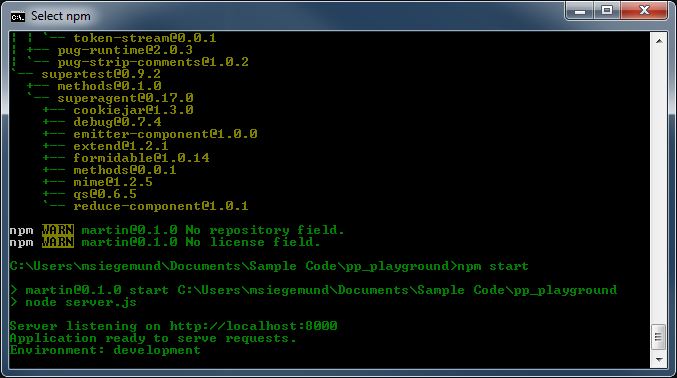 Select npm
| | `-- token-stream@0.0.1
| +-- pug-runtime@2.0.3
| `-- pug-strip-comments@1.0.2
`-- supertest@0.9.2
+-- methods@0.1.0
`-- superagent@0.17.0
+-- cookiejar@1.3.0
+-- debug@0.7.4
+-- emitter-component@1.0.0
+-- extend@1.2.1
+-- formidable@1.0.14
+-- methods@0.0.1
+-- mime@1.2.5
+-- qs@0.6.5
`-- reduce-component@1.0.1
npm WARN martin@0.1.0 No repository field.
npm WARN martin@0.1.0 No license field.
C:\Users\msiegemund\Documents\Sample Code\pp_playground>npm start
> martin@0.1.0 start C:\Users\msiegemund\Documents\Sample Code\pp_playground
> node server.js
Server listening on http://localhost:8000
Application ready to serve requests.
Environment: development